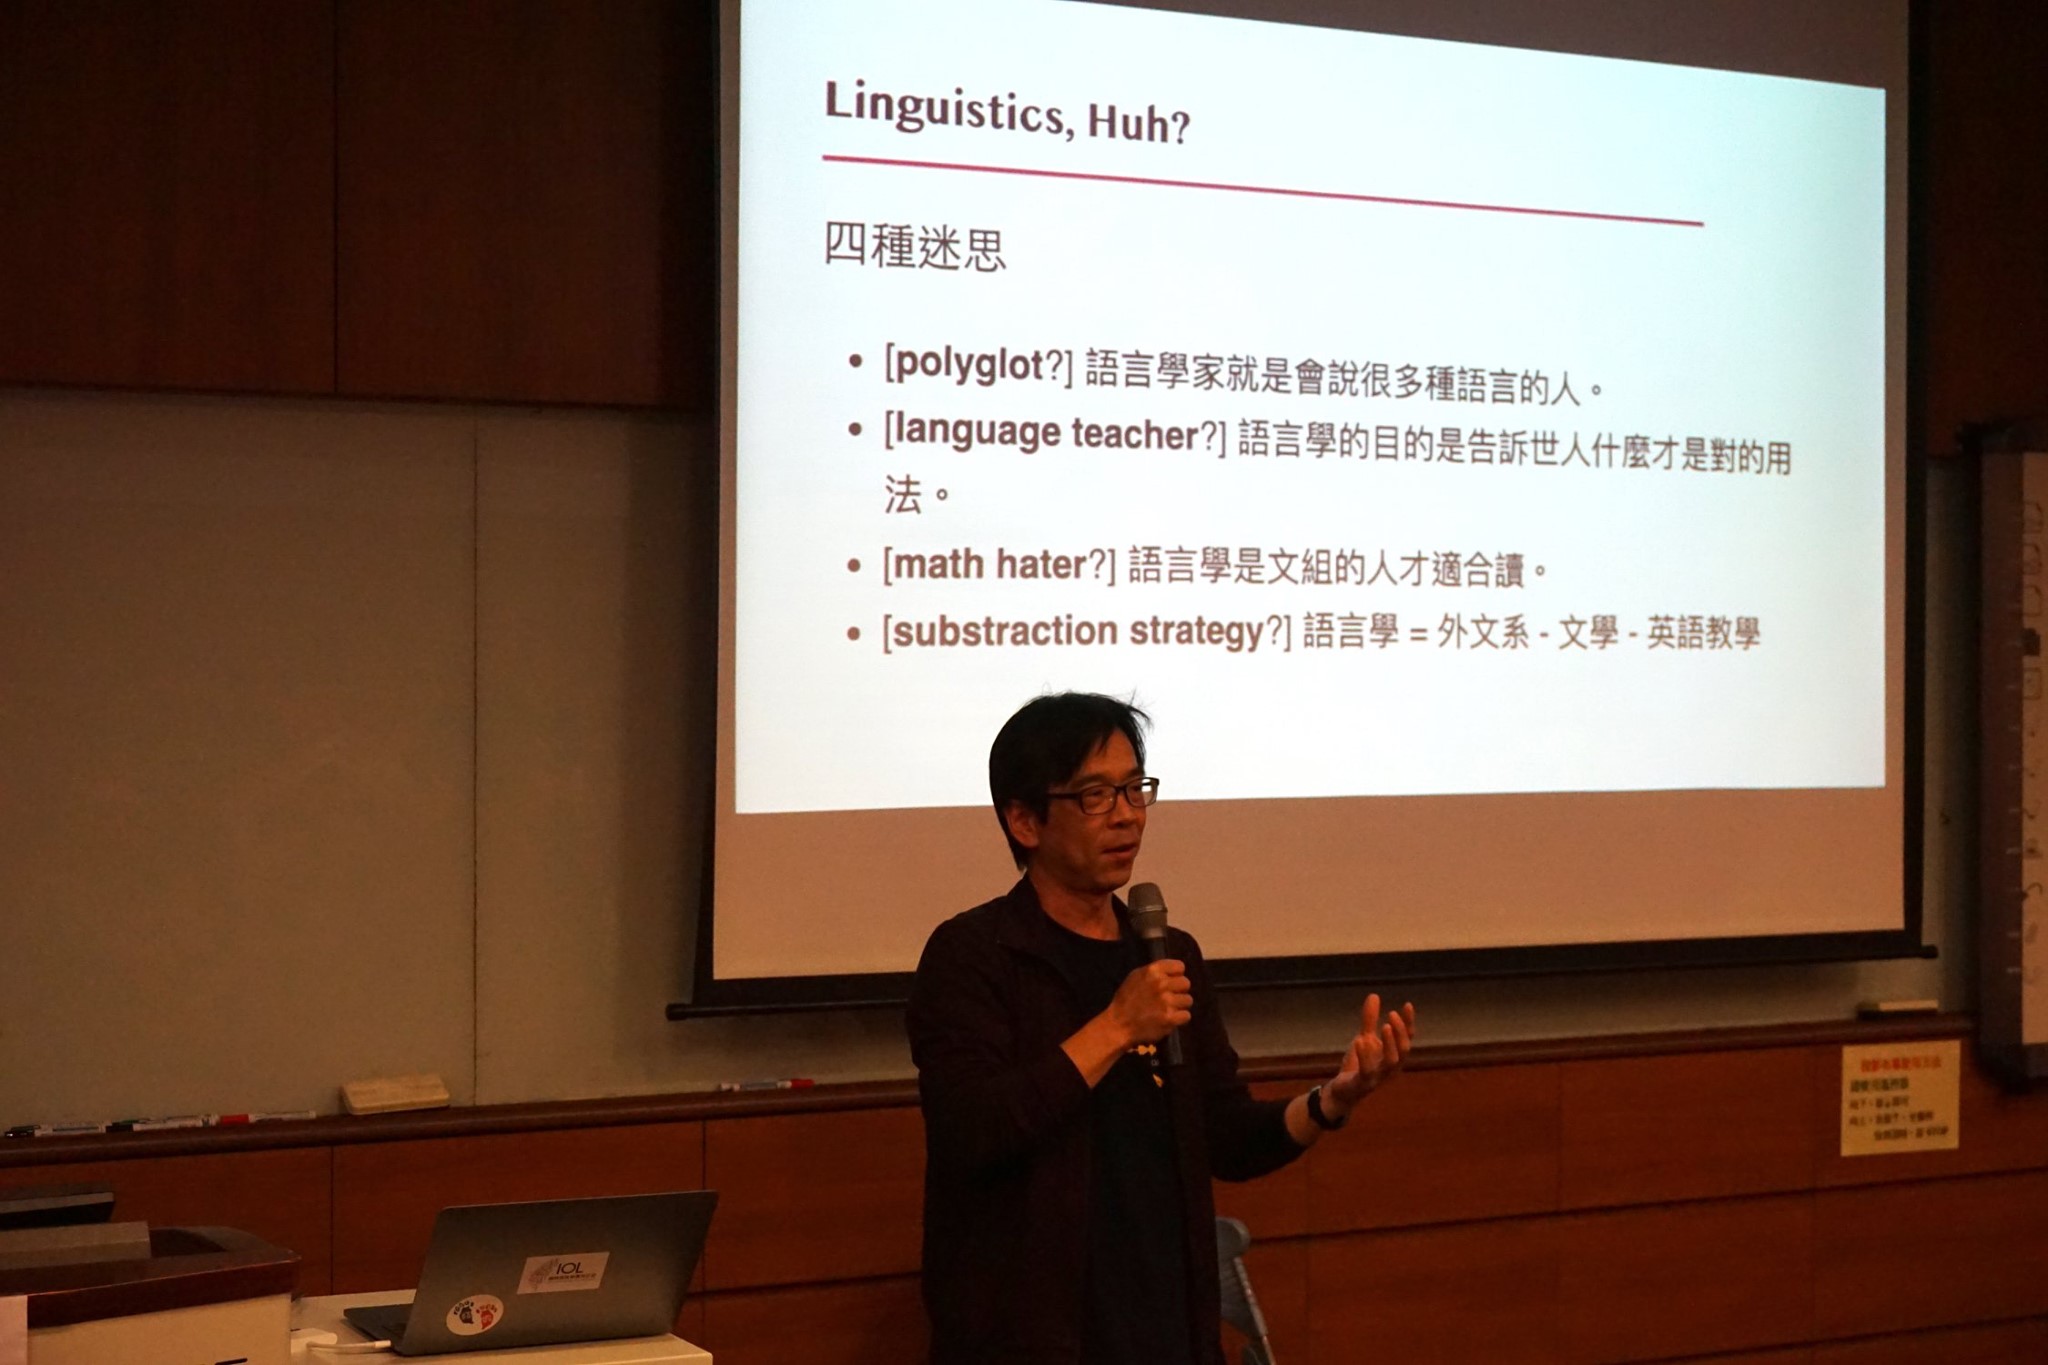 Linguistics, Huh?
四種迷思
• [polyglot?] 語言學家就是會說很多種語言的人。
• [language teacher?] 語言學的目的是告訴世人什麼才是對的用
法。
• [math hater?] 語言學是文組的人才適合讀。
• [substraction strategy?] 語言學 = 外文系 - 文學 - 英語教學
IOL